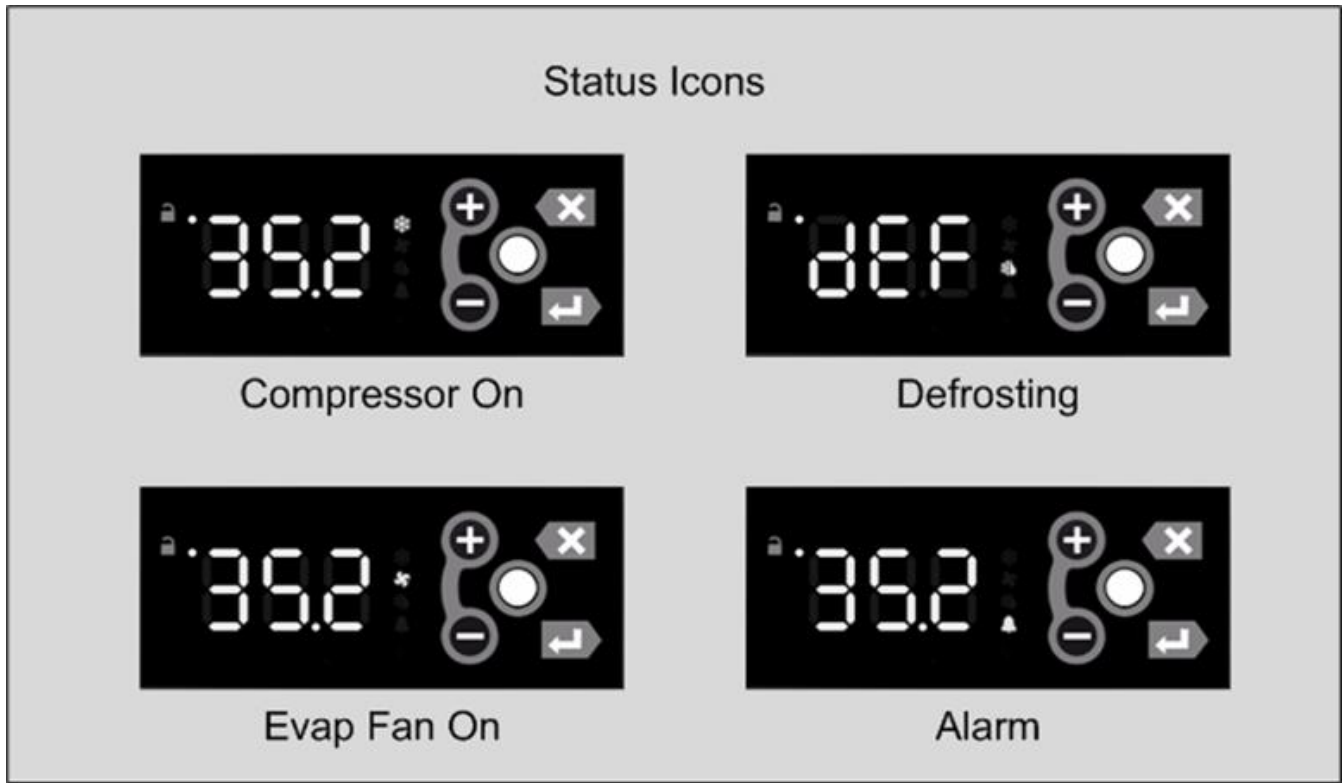 Status Icons
35.2
dEF
Compressor On
Defrosting
35.2
35.2
Evap Fan On
Alarm